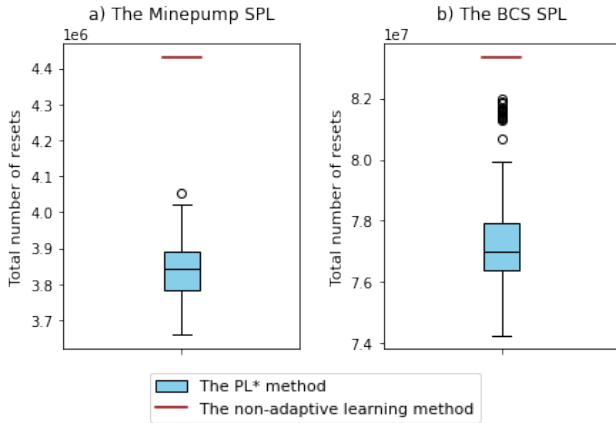 a) The Minepump SPL
b) The BCS SPL
1e6
1e7
Total number of resets
4.4
4.3
4.2
4.1
4.0
3.9
3.8
3.7
Total number of resets
8.2
8.0
7.8
7.6
7.4
The PL* method
The non-adaptive learning method